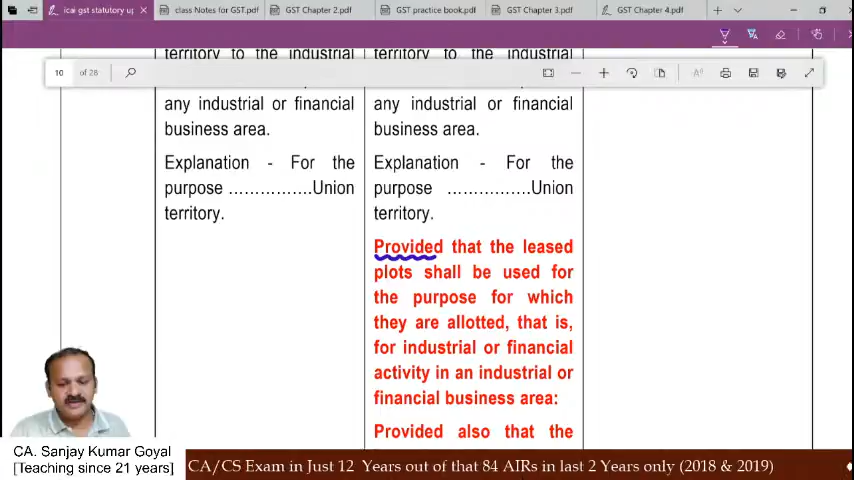 icai gst statutory up
class Notes for GST.pdf
GST Chapter 2.pdf
GST practice book.pdf
GST Chapter 3.pdf
GST Chapter 4.pdf
10 of 28
territory to the industrial
any industrial or financial
business area.
Explanation - For the
purpose …………….Union
territory.
territory to the industrial
any industrial or financial
business area.
Explanation - For the
purpose …………….Union
territory.
Provided that the leased
plots shall be used for
the purpose for which
they are allotted, that is,
for industrial or financial
activity in an industrial or
financial business area:
Provided also that the
CA. Sanjay Kumar Goyal
[Teaching since 21 years]
CA/CS Exam in Just 12 Years out of that 84 AIRs in last 2 Years only (2018 & 2019)